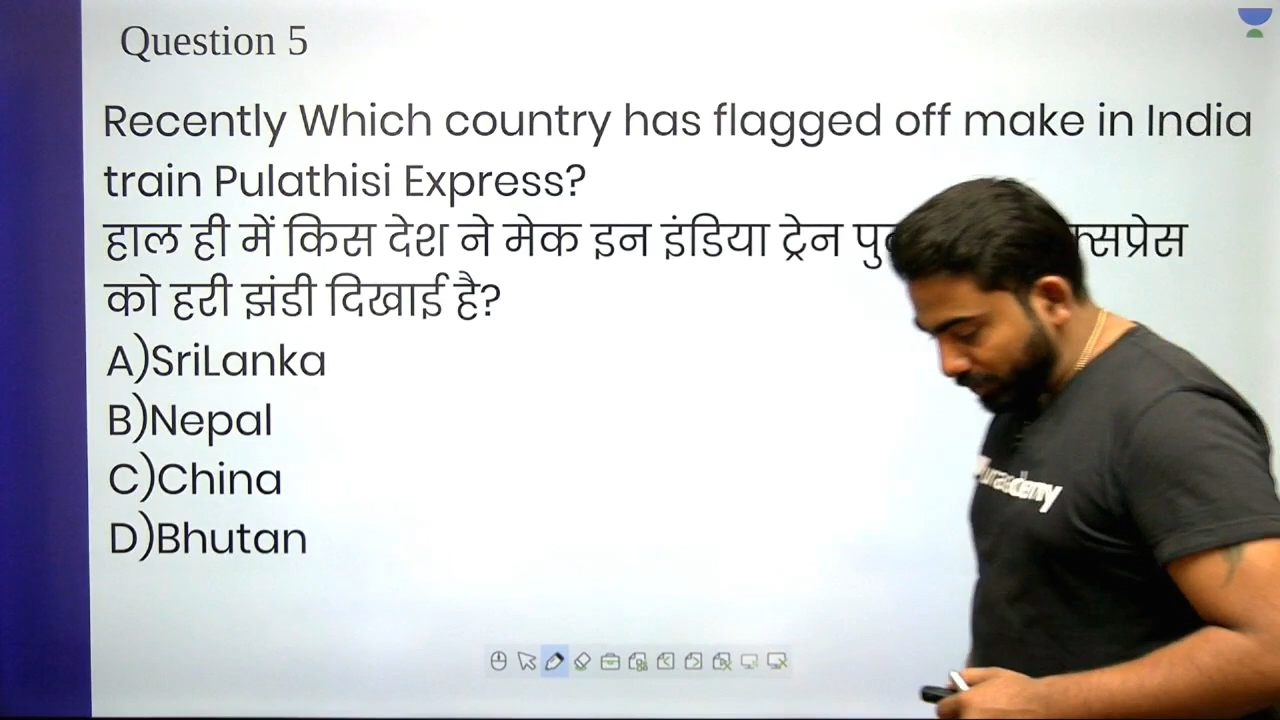 Question 5
Recently Which country has flagged off make in India
train Pulathisi Express?
हाल ही में किस देश ने मेक इन इंडिया ट्रेन
को हरी झंडी दिखाई है?
A)SriLanka
B)Nepal
C)China
D)Bhutan